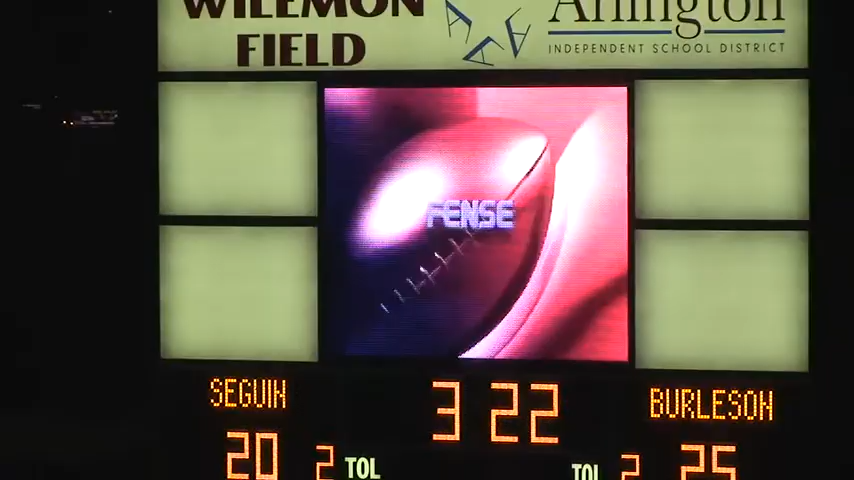 WILEMON
FIELD
Arlington
INDEPENDENT SCHOOL DISTRICT
FENSE
SEGUIN 3 22 BURLESON
20 2 TOL TOL 2 25